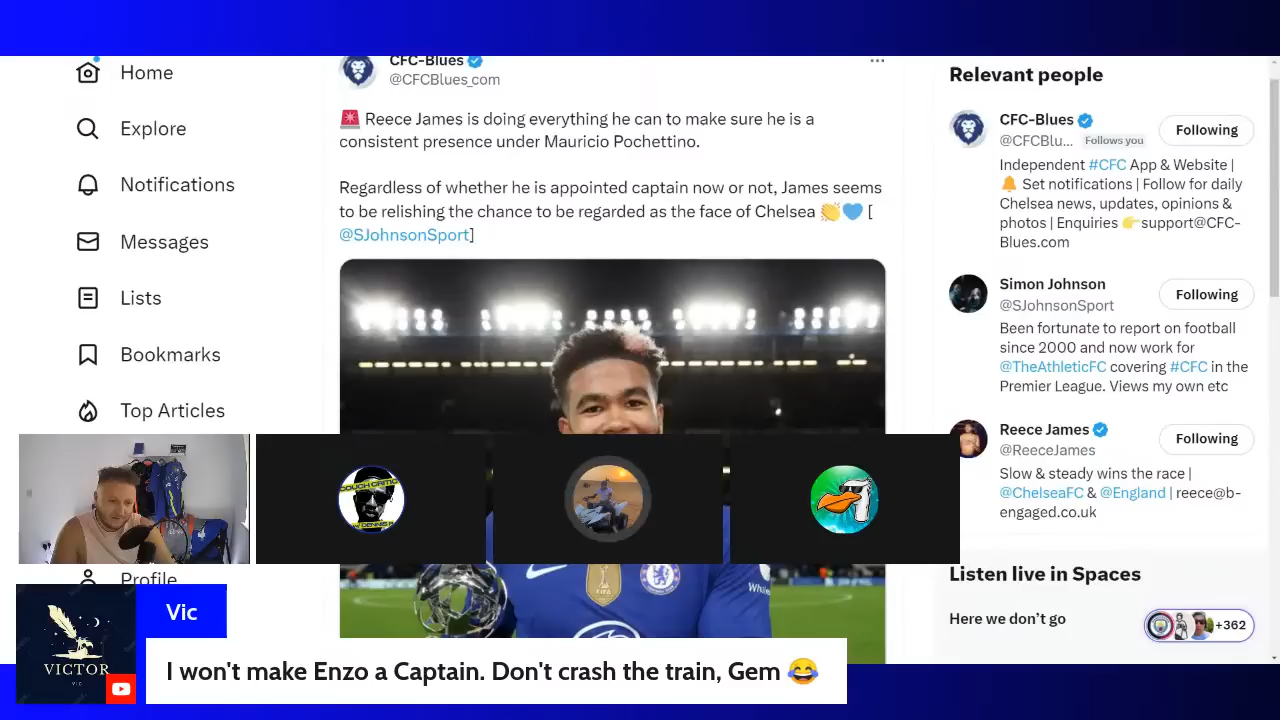 Home
Explore
Notifications
Messages
Lists
Bookmarks
Top Articles
Profile
CFC-Blues
@CFCBlues_com
🚨 Reece James is doing everything he can to make sure he is a
consistent presence under Mauricio Pochettino.
Regardless of whether he is appointed captain now or not, James seems
to be relishing the chance to be regarded as the face of Chelsea 👏💙 [
@SJohnsonSport]
FIFA
Relevant people
CFC-Blues
Following
@CFCBlu... Follows you
Independent #CFC App & Website |
🔔 Set notifications | Follow for daily
Chelsea news, updates, opinions &
photos | Enquiries 👉support@CFC-
Blues.com
Simon Johnson
Following
@SJohnsonSport
Been fortunate to report on football
since 2000 and now work for
@TheAthleticFC covering #CFC in the
Premier League. Views my own etc
Reece James
Following
@ReeceJames
Slow & steady wins the race |
@ChelseaFC & @England | reece@b-
engaged.co.uk
Listen live in Spaces
Here we don't go
+362
COUCH CRITIC
BY DENNIS
VICTOR
VIC
Vic
I won't make Enzo a Captain. Don't crash the train, Gem 😂